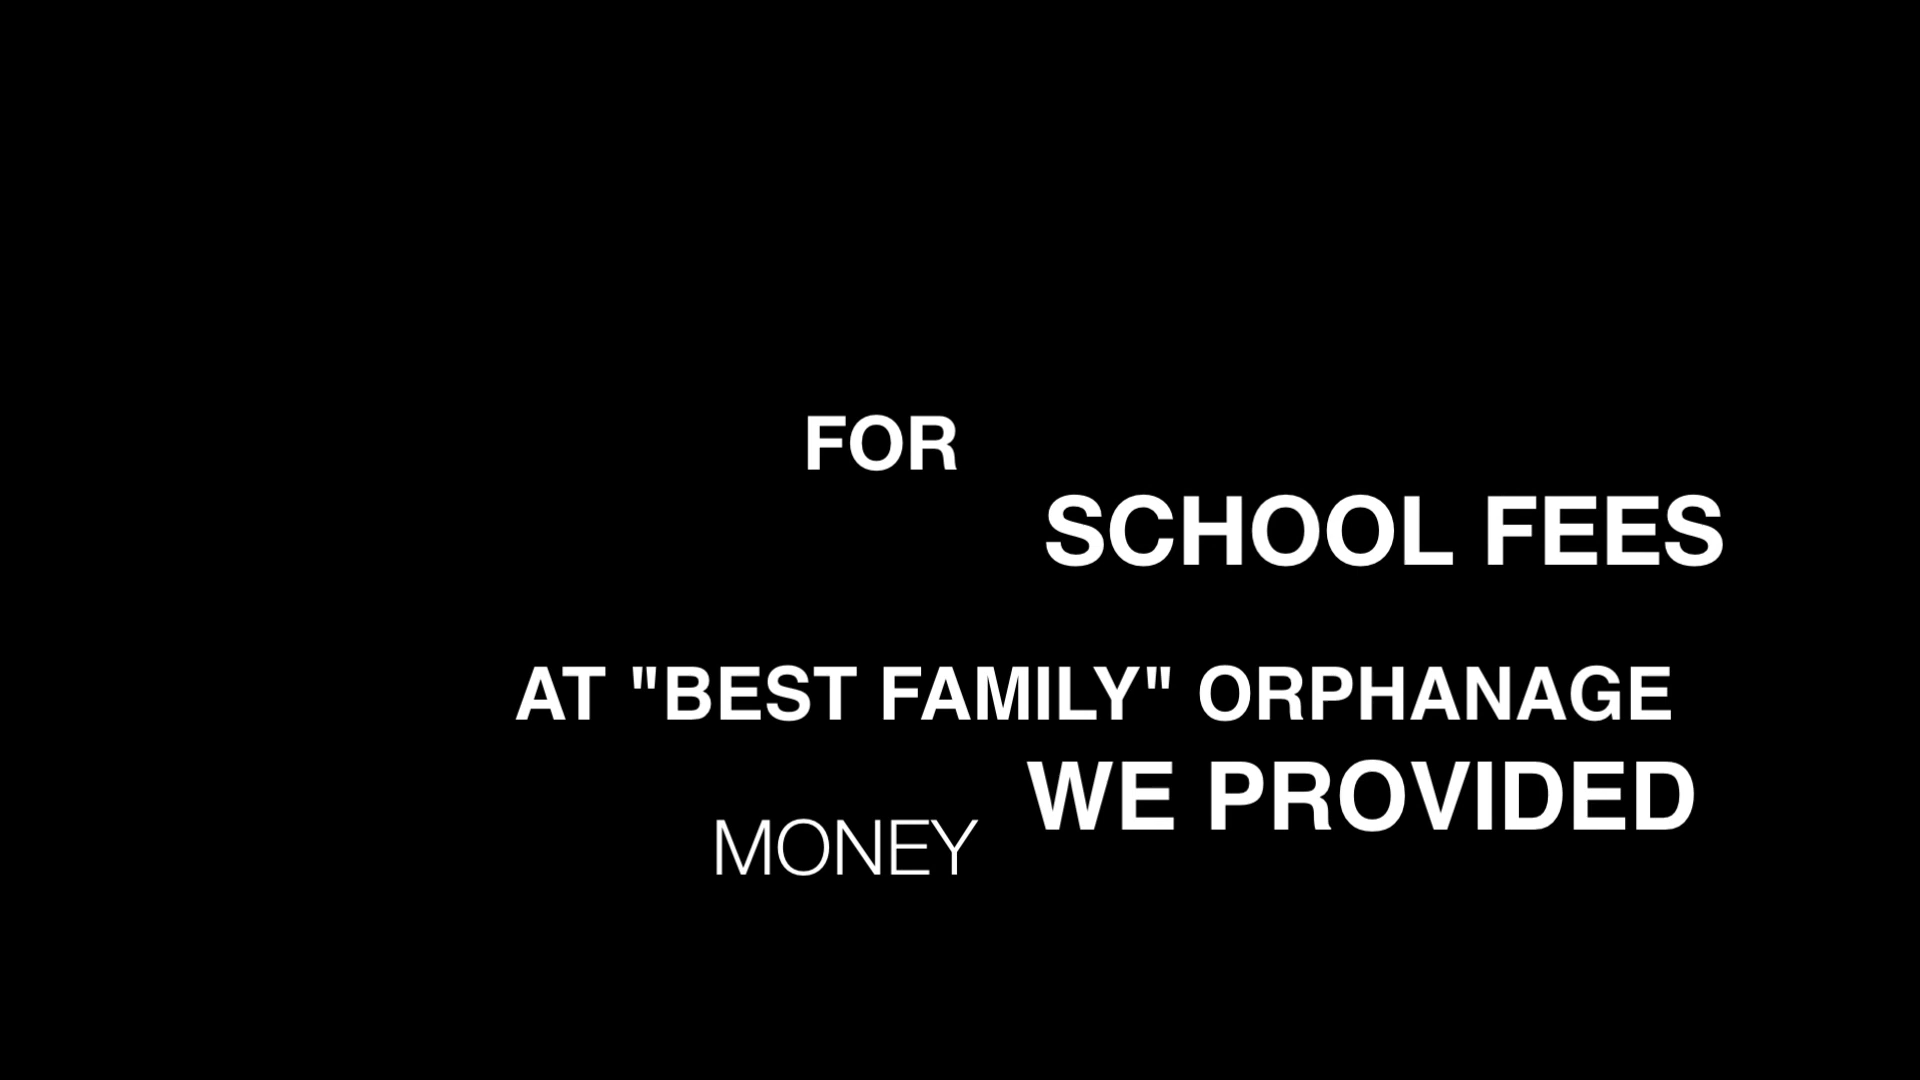 FOR
SCHOOL FEES
AT "BEST FAMILY" ORPHANAGE
WE PROVIDED
MONEY